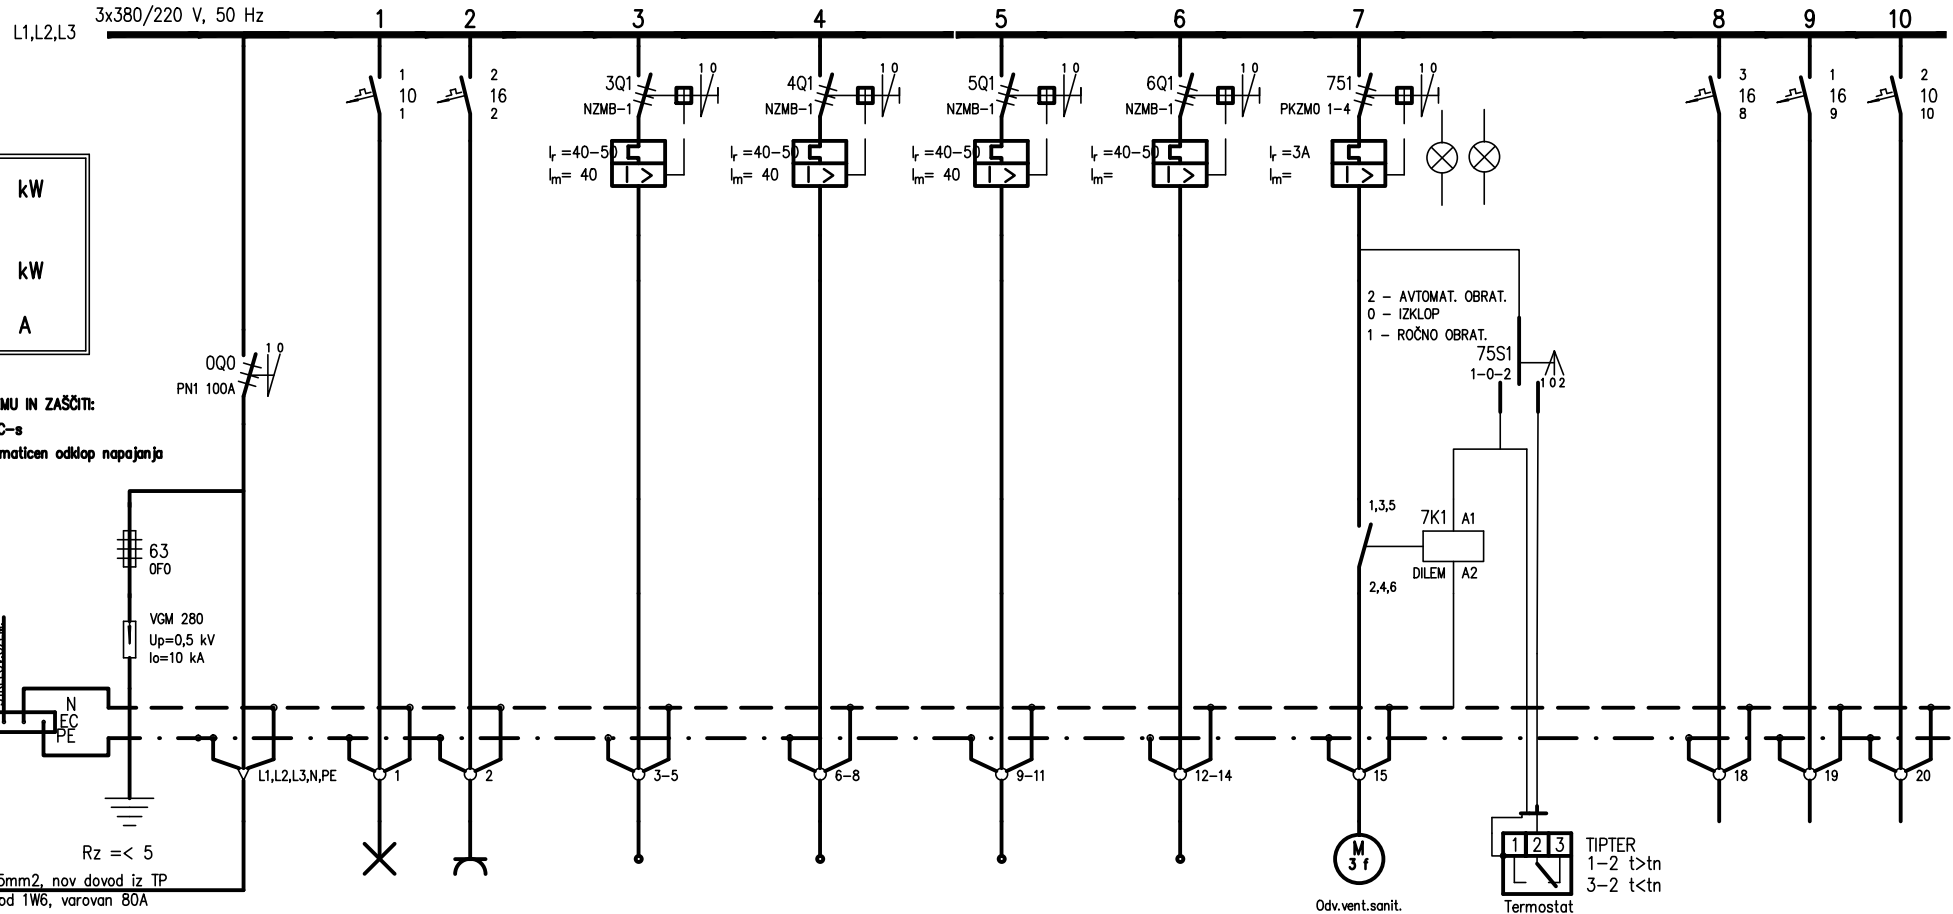 3x380/220 V, 50 Hz
L1,L2,L3
1 2 3 4 5 6 7 8 9 10
1
10
1
2
16
2
3Q1
NZMB-1
1 0
Ir =40-50
Im= 40
I >
4Q1
NZMB-1
1 0
Ir =40-50
Im= 40
I >
5Q1
NZMB-1
1 0
Ir =40-50
Im= 40
I >
6Q1
NZMB-1
1 0
Ir =40-50
Im=
I >
751
PKZM0 1-4
1 0
Ir =3A
Im=
I >
3
16
8
1
16
9
2
10
10
kW
kW
A
0Q0
PN1 100A
1 0
MU IN ZAŠČITI:
C-s
maticen odklop napajanja
2 - AVTOMAT. OBRAT.
0 - IZKLOP
1 - ROČNO OBRAT.
75S1
1-0-2
1 0 2
63
0F0
VGM 280
Up=0,5 kV
Io=10 kA
1,3,5
7K1 A1
DILEM A2
2,4,6
N
EC
PE
L1,L2,L3,N,PE
1
2
3-5
6-8
9-11
12-14
15
18
19
20
Rz =< 5
5mm2, nov dovod iz TP
od 1W6, varovan 80A
M
3 f
Odv.vent.sanit.
1 2 3
TIPTER
1-2 t>tn
3-2 t<tn
Termostat